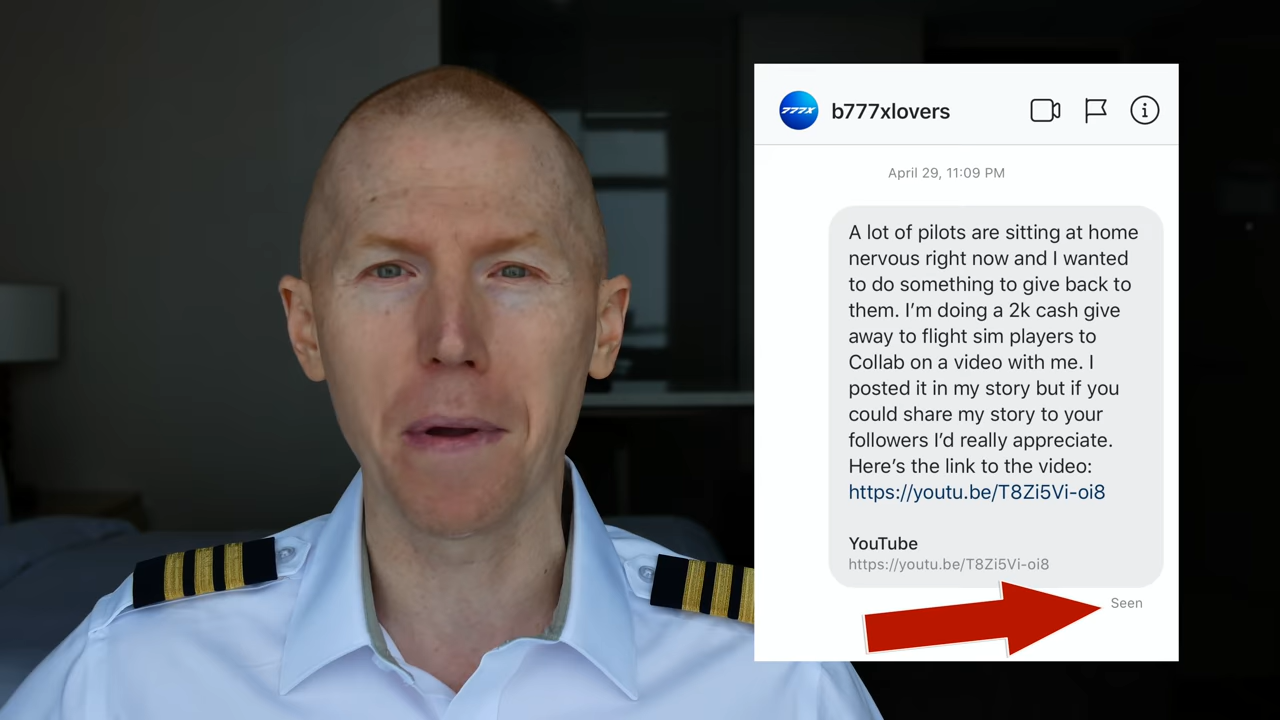 777X
b777xlovers
April 29, 11:09 PM
A lot of pilots are sitting at home
nervous right now and I wanted
to do something to give back to
them. I’m doing a 2k cash give
away to flight sim players to
Collab on a video with me. I
posted it in my story but if you
could share my story to your
followers I’d really appreciate.
Here’s the link to the video:
https://youtu.be/T8Zi5Vi-oi8
YouTube
https://youtu.be/T8Zi5Vi-oi8
Seen